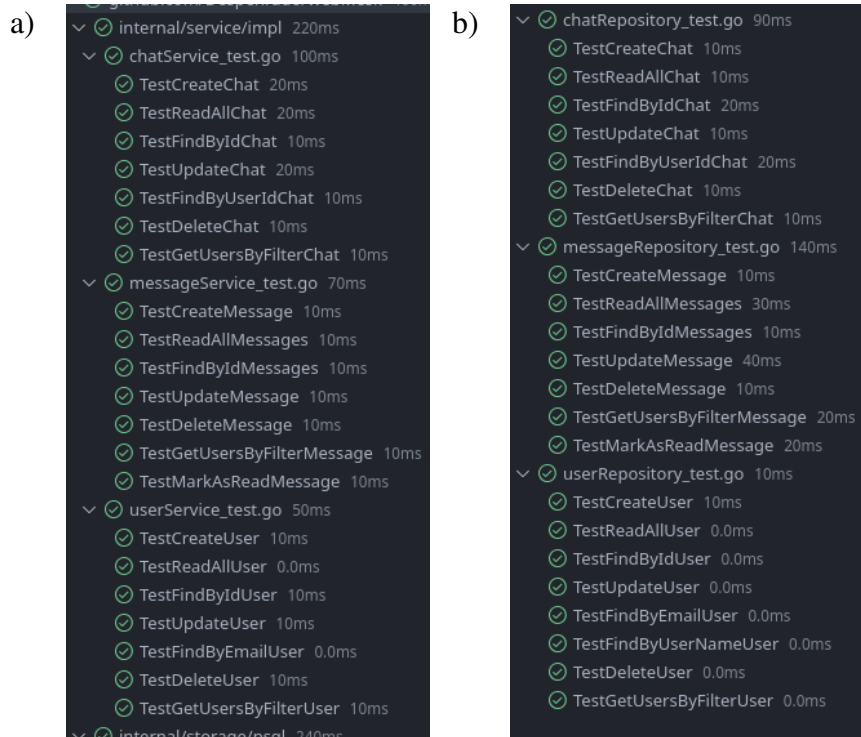 a)
internal/service/impl 220ms
chatService_test.go 100ms
TestCreateChat 20ms
TestReadAllChat 20ms
TestFindByIdChat 10ms
TestUpdateChat 20ms
TestFindByUserIdChat 10ms
TestDeleteChat 10ms
TestGetUsersByFilterChat 10ms
messageService_test.go 70ms
TestCreateMessage 10ms
TestReadAllMessages 10ms
TestFindByIdMessages 10ms
TestUpdateMessage 10ms
TestDeleteMessage 10ms
TestGetUsersByFilterMessage 10ms
TestMarkAsReadMessage 10ms
userService_test.go 50ms
TestCreateUser 10ms
TestReadAllUser 0.0ms
TestFindByIdUser 10ms
TestUpdateUser 10ms
TestFindByEmailUser 0.0ms
TestDeleteUser 10ms
TestGetUsersByFilterUser 10ms
internal/storage/psql 240ms
b)
chatRepository_test.go 90ms
TestCreateChat 10ms
TestReadAllChat 10ms
TestFindByIdChat 20ms
TestUpdateChat 10ms
TestFindByUserIdChat 20ms
TestDeleteChat 10ms
TestGetUsersByFilterChat 10ms
messageRepository_test.go 140ms
TestCreateMessage 10ms
TestReadAllMessages 30ms
TestFindByIdMessages 10ms
TestUpdateMessage 40ms
TestDeleteMessage 10ms
TestGetUsersByFilterMessage 20ms
TestMarkAsReadMessage 20ms
userRepository_test.go 10ms
TestCreateUser 10ms
TestReadAllUser 0.0ms
TestFindByIdUser 0.0ms
TestUpdateUser 0.0ms
TestFindByEmailUser 0.0ms
TestFindByUserNameUser 0.0ms
TestDeleteUser 0.0ms
TestGetUsersByFilterUser 0.0ms